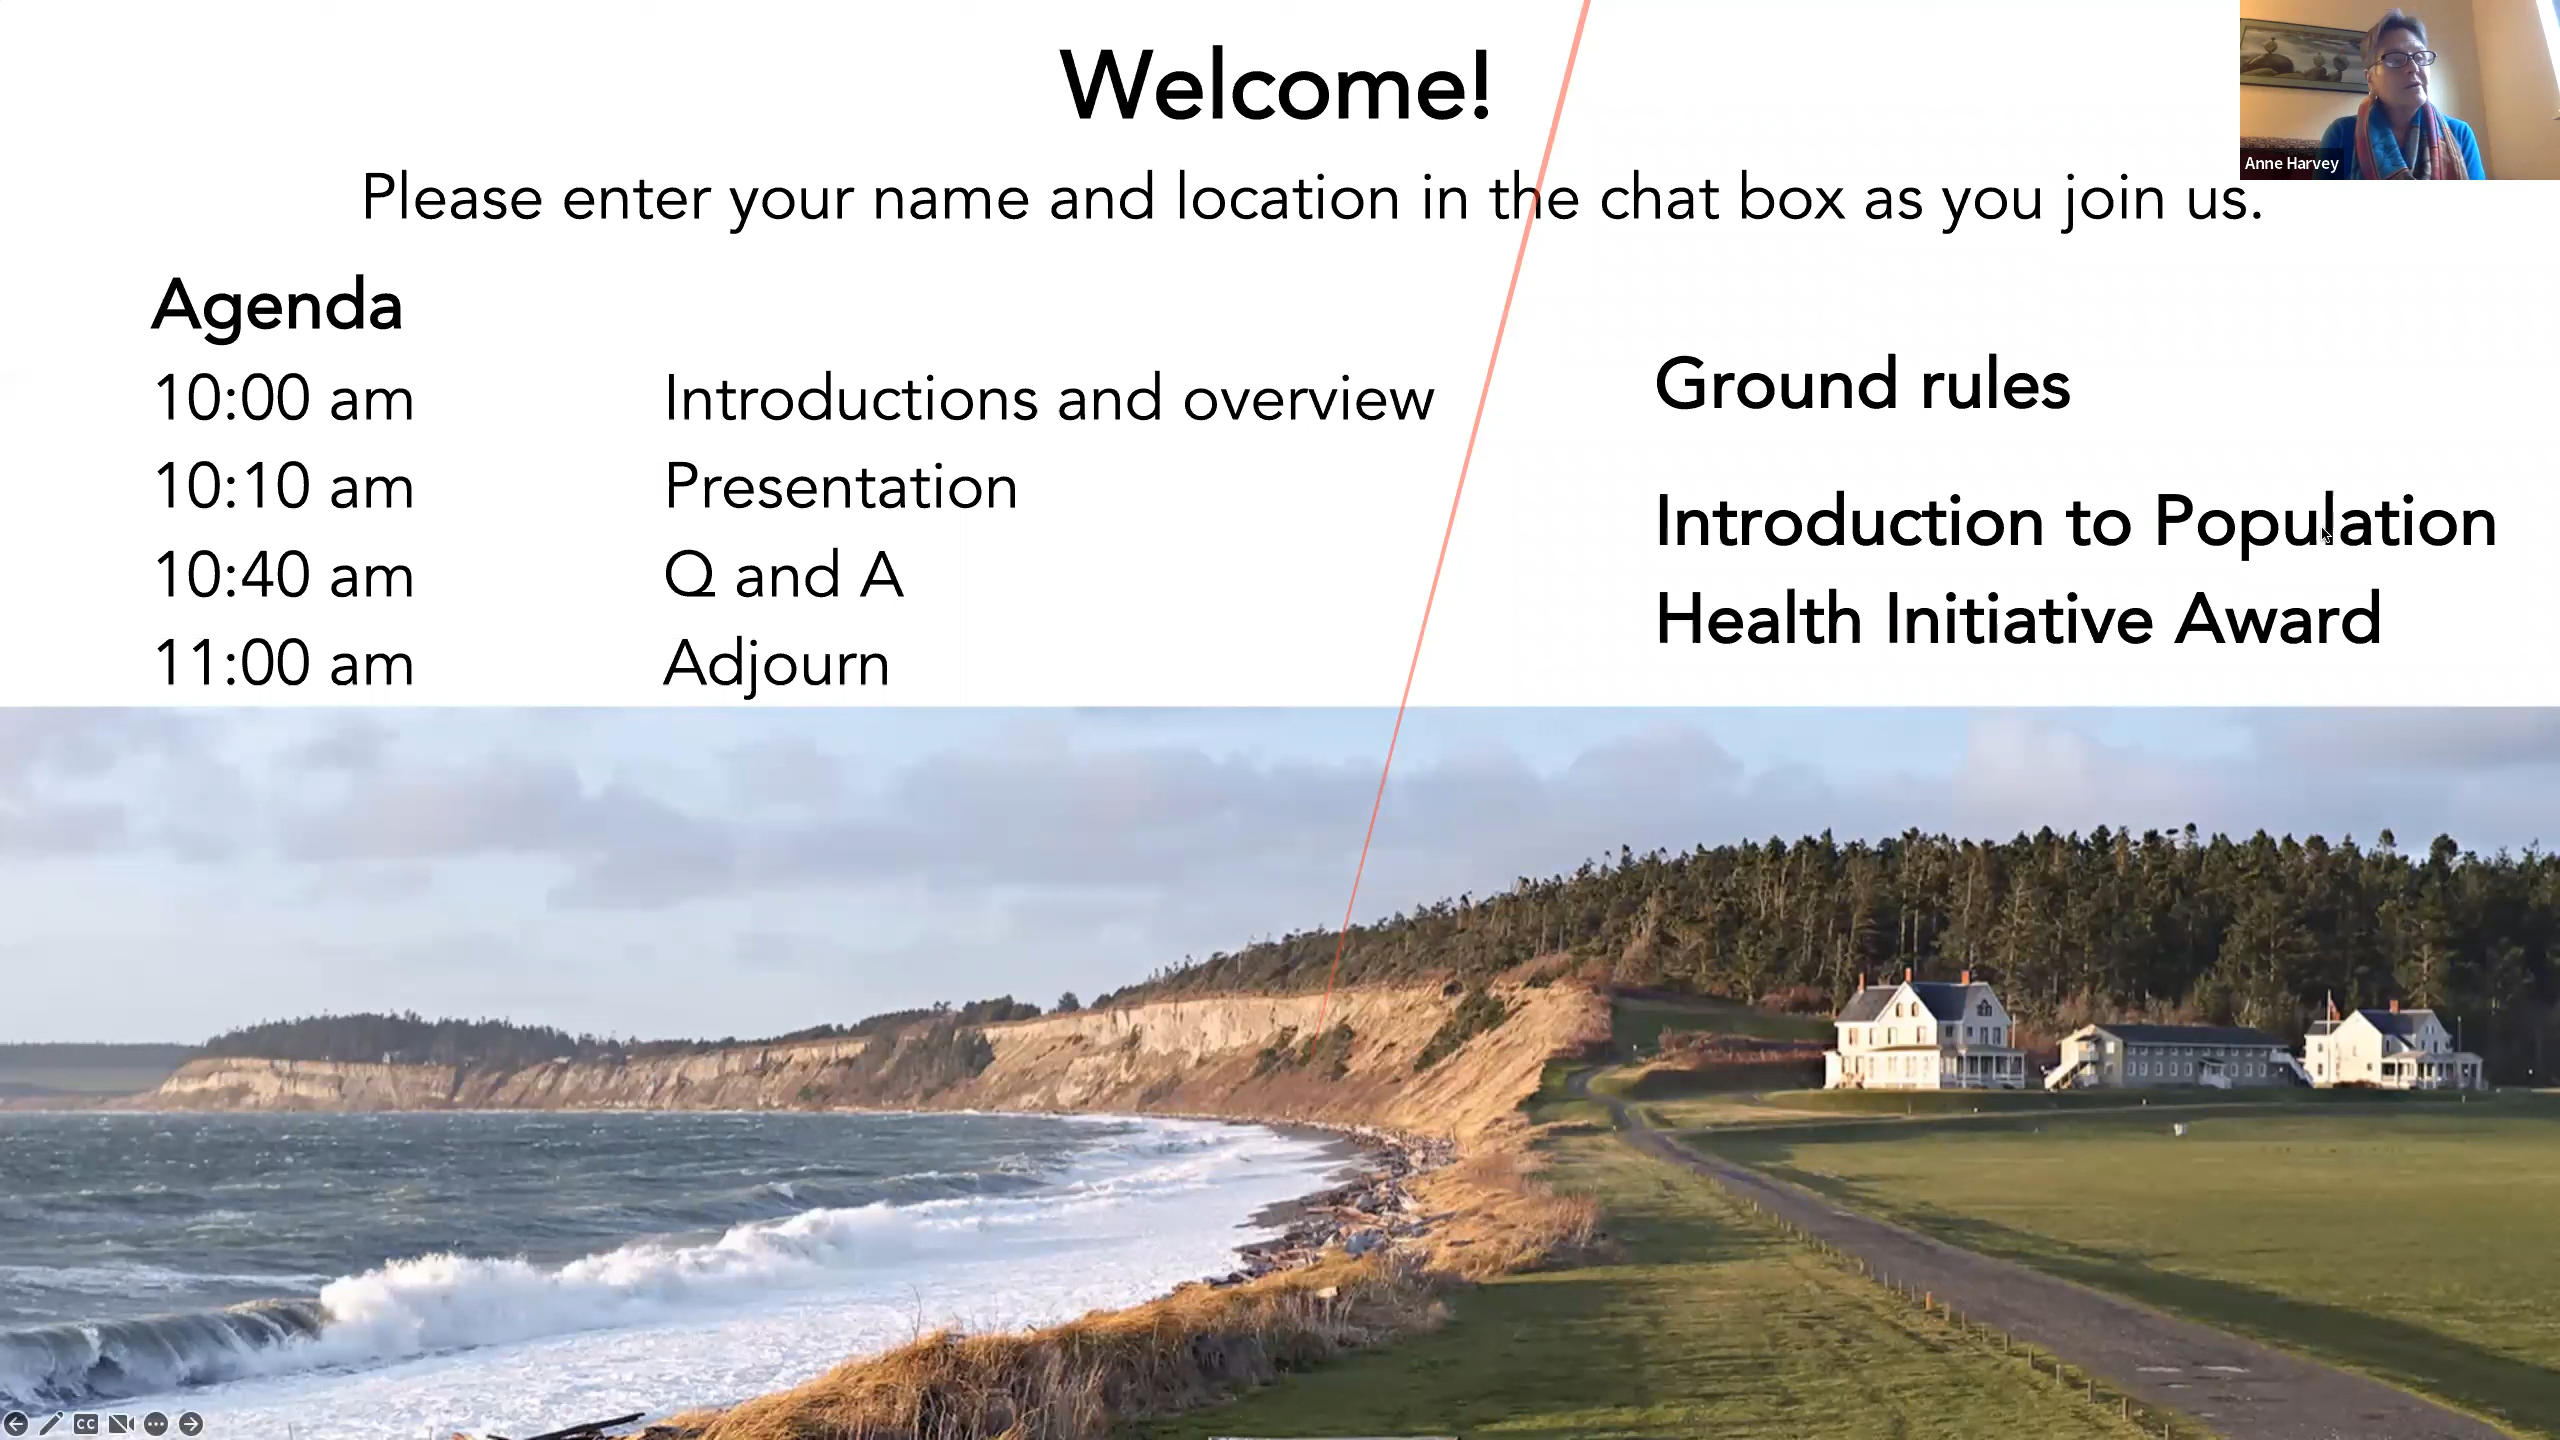 Welcome!
Anne Harvey
Please enter your name and location in the chat box as you join us.
Agenda
10:00 am Introductions and overview
10:10 am Presentation
10:40 am Q and A
11:00 am Adjourn
Ground rules
Introduction to Population
Health Initiative Award
CC